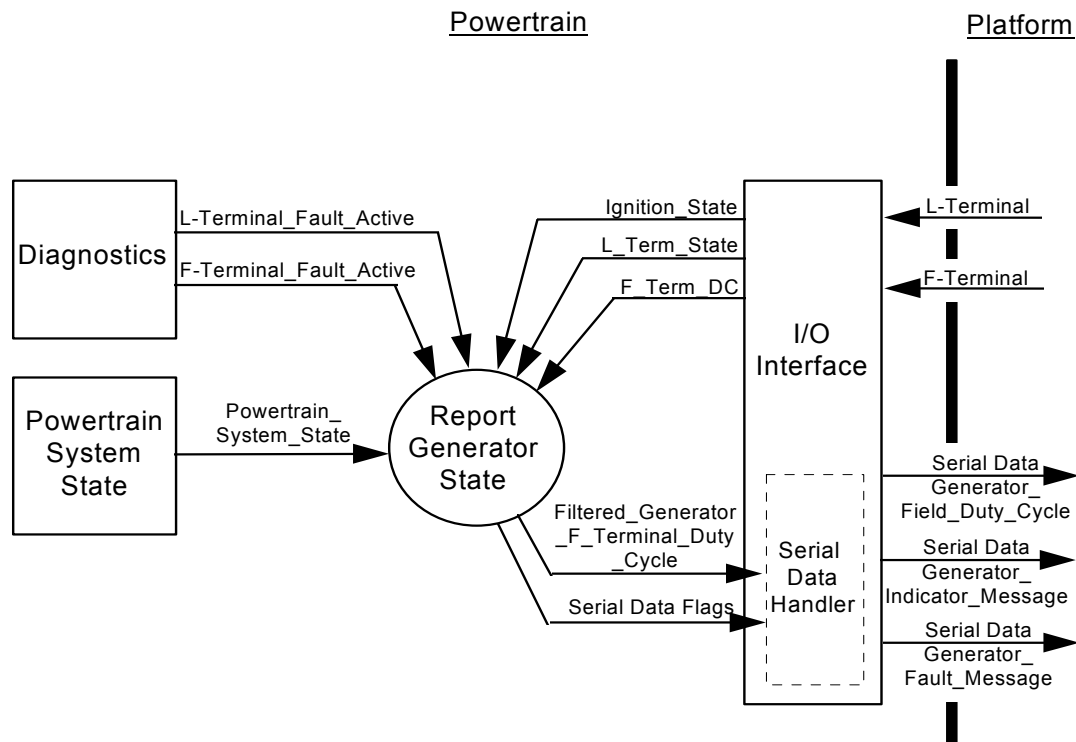 Powertrain
Platform
L-Terminal_Fault_Active
F-Terminal_Fault_Active
Diagnostics
Ignition_State
L_Term_State
F_Term_DC
L-Terminal
F-Terminal
I/O
Interface
Powertrain
System
State
Powertrain_
System_State
Report
Generator
State
Filtered_Generator
_F_Terminal_Duty
_Cycle
Serial Data Flags
Serial
Data
Handler
Serial Data
Generator_
Field_Duty_Cycle
Serial Data
Generator_
Indicator_Message
Serial Data
Generator_
Fault_Message